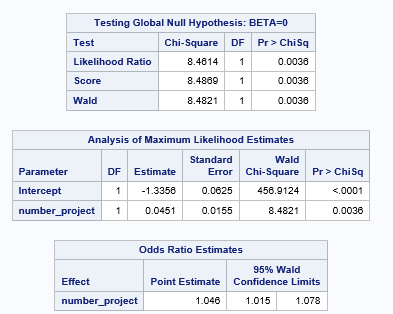 Testing Global Null Hypothesis: BETA=0
Test Chi-Square DF Pr > ChiSq
Likelihood Ratio 8.4614 1 0.0036
Score 8.4869 1 0.0036
Wald 8.4821 1 0.0036
Analysis of Maximum Likelihood Estimates
Parameter DF Estimate Standard Error Wald Chi-Square Pr > ChiSq
Intercept 1 -1.3356 0.0625 456.9124 <.0001
number_project 1 0.0451 0.0155 8.4821 0.0036
Odds Ratio Estimates
Effect Point Estimate 95% Wald Confidence Limits
number_project 1.046 1.015 1.078